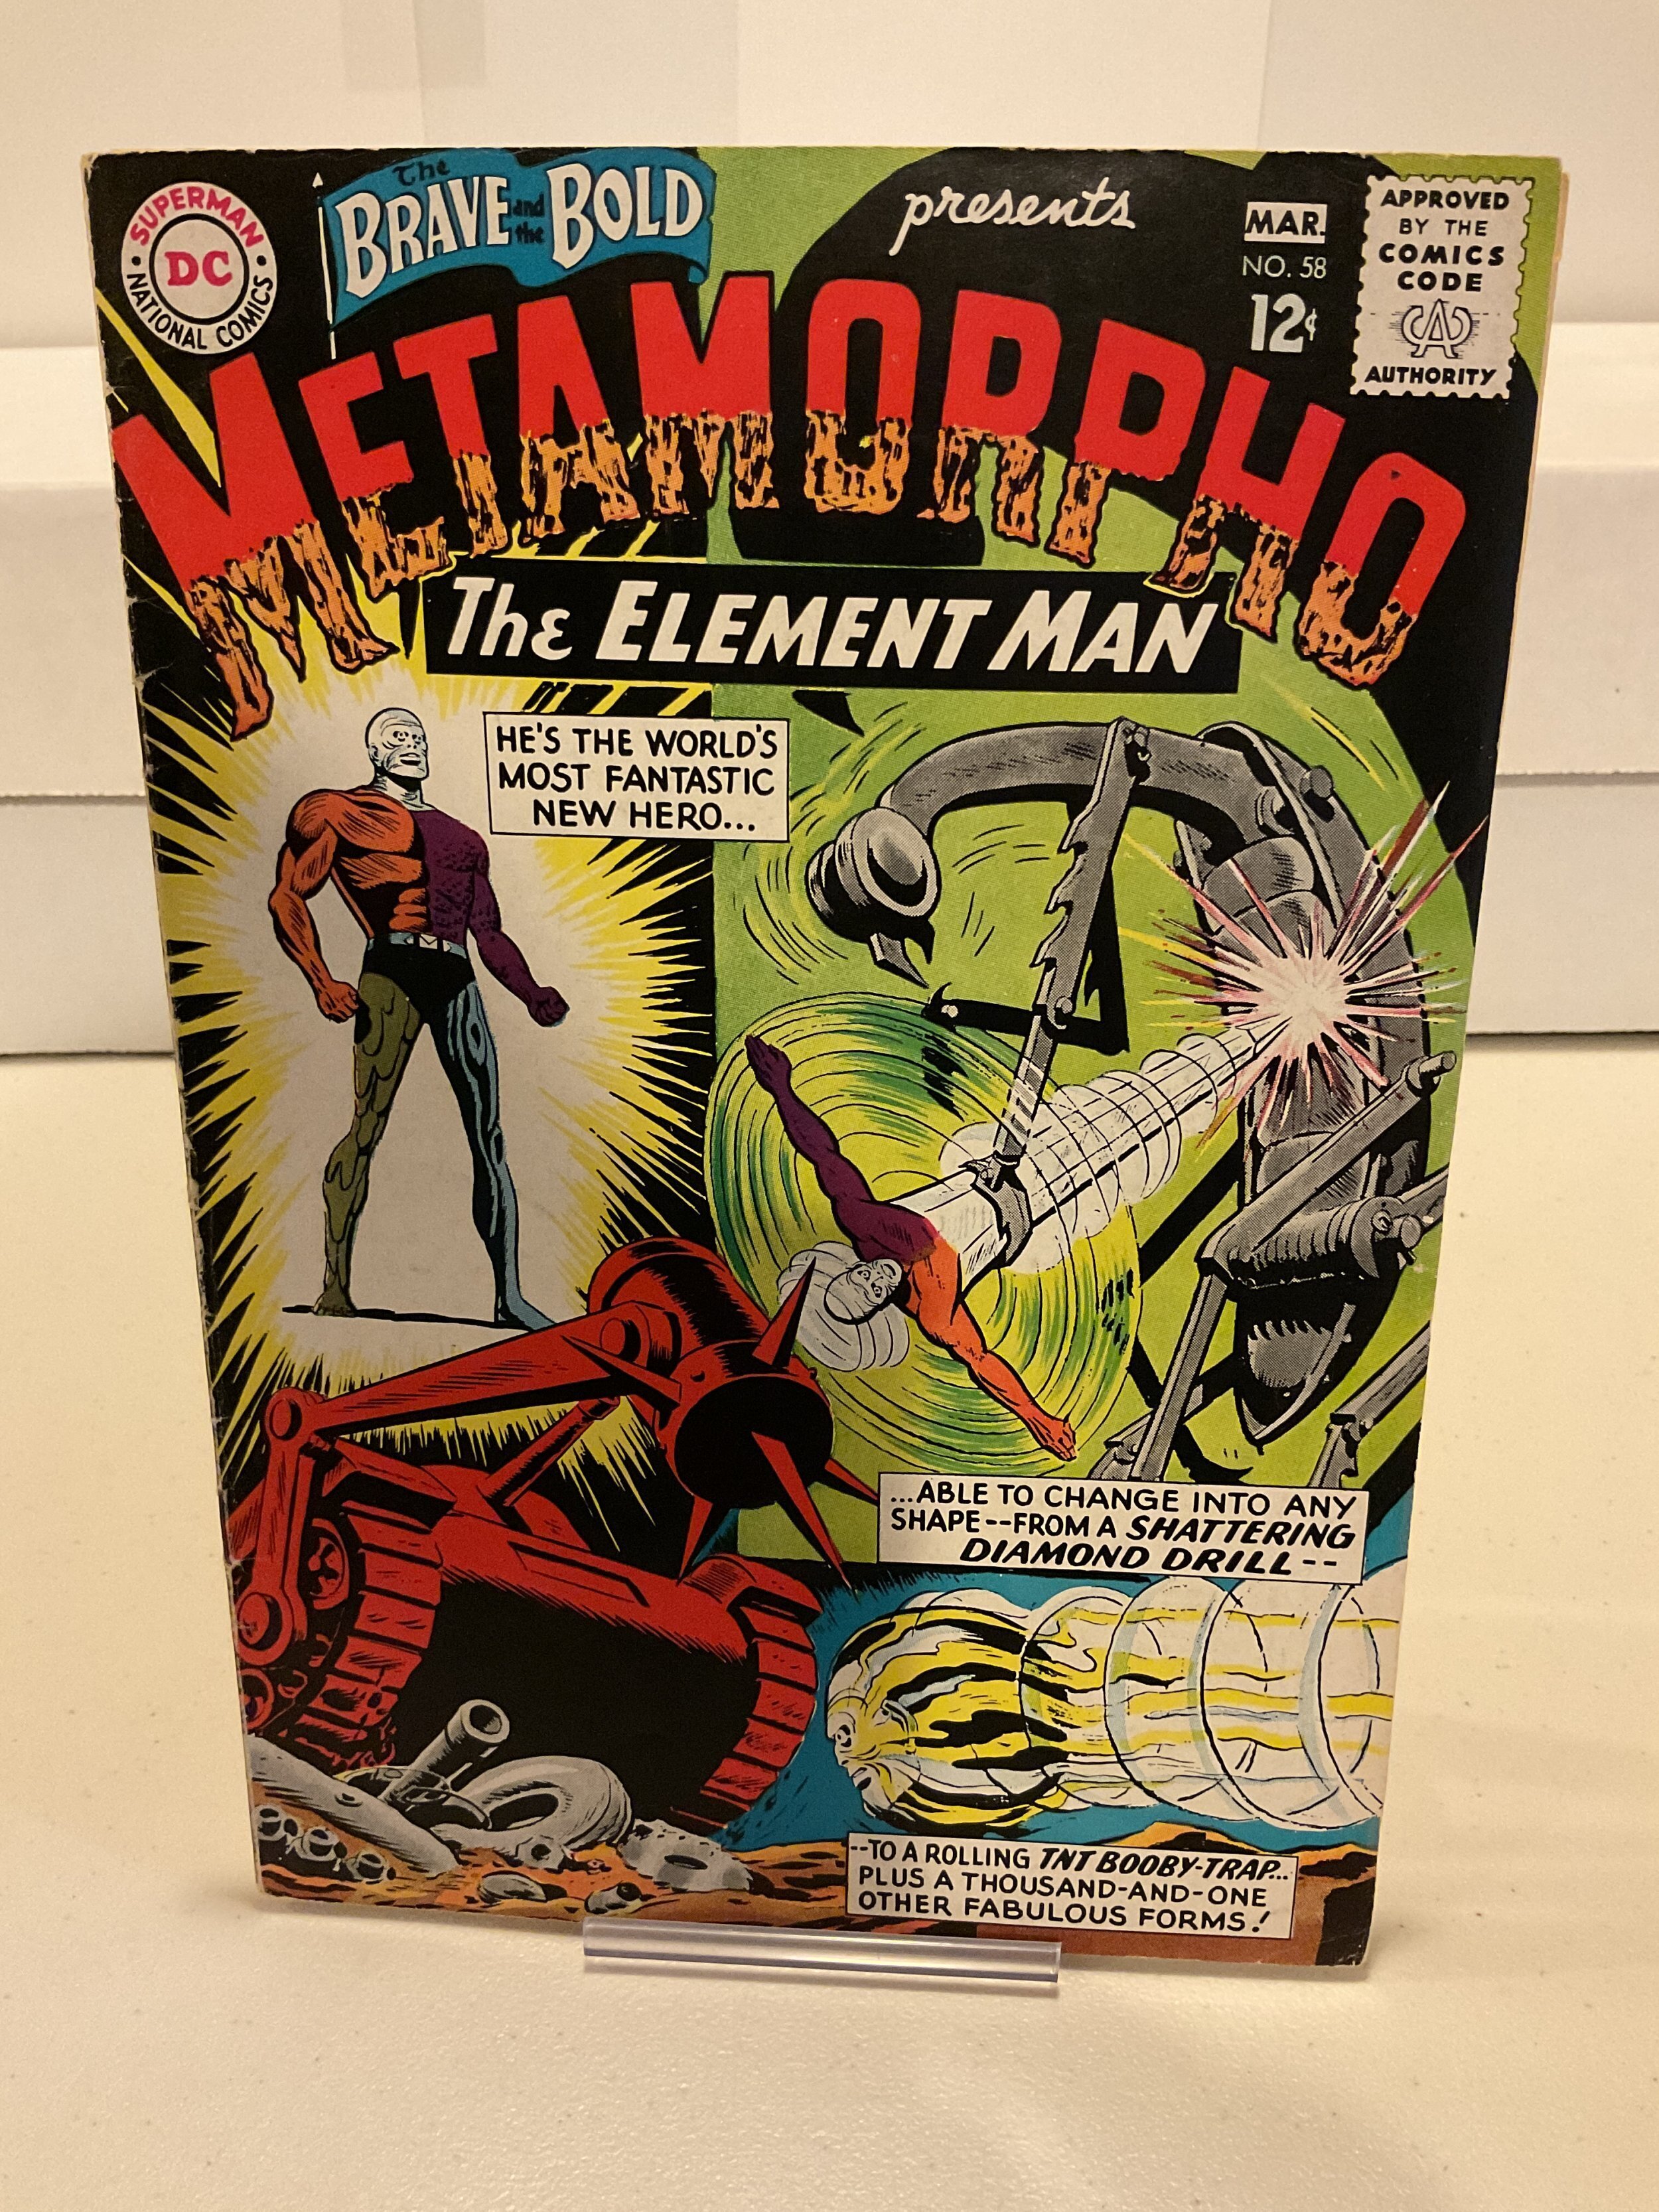 The
BRAVE and the BOLD
presents
SUPERMAN
DC
NATIONAL COMICS
MAR.
NO. 58
12¢
APPROVED
BY THE
COMICS
CODE
CA
AUTHORITY
METAMORPHO
The ELEMENT MAN
HE'S THE WORLD'S
MOST FANTASTIC
NEW HERO...
...ABLE TO CHANGE INTO ANY
SHAPE--FROM A SHATTERING
DIAMOND DRILL--
--TO A ROLLING TNT BOOBY-TRAP...
PLUS A THOUSAND-AND-ONE
OTHER FABULOUS FORMS!